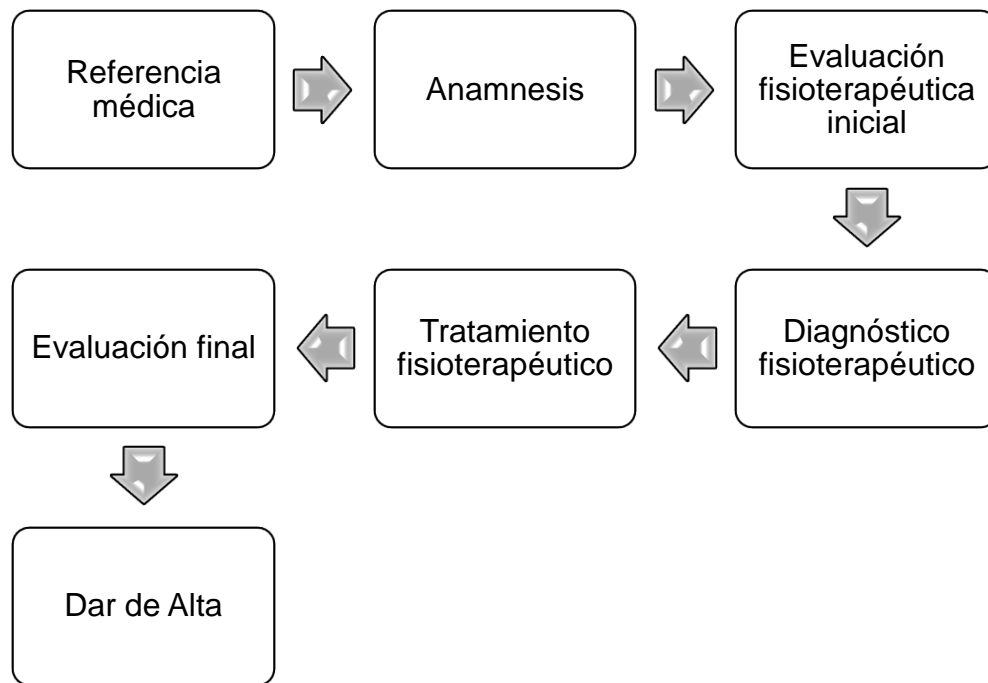 Referencia
médica
Anamnesis
Evaluación
fisioterapéutica
inicial
Diagnóstico
fisioterapéutico
Tratamiento
fisioterapéutico
Evaluación final
Dar de Alta